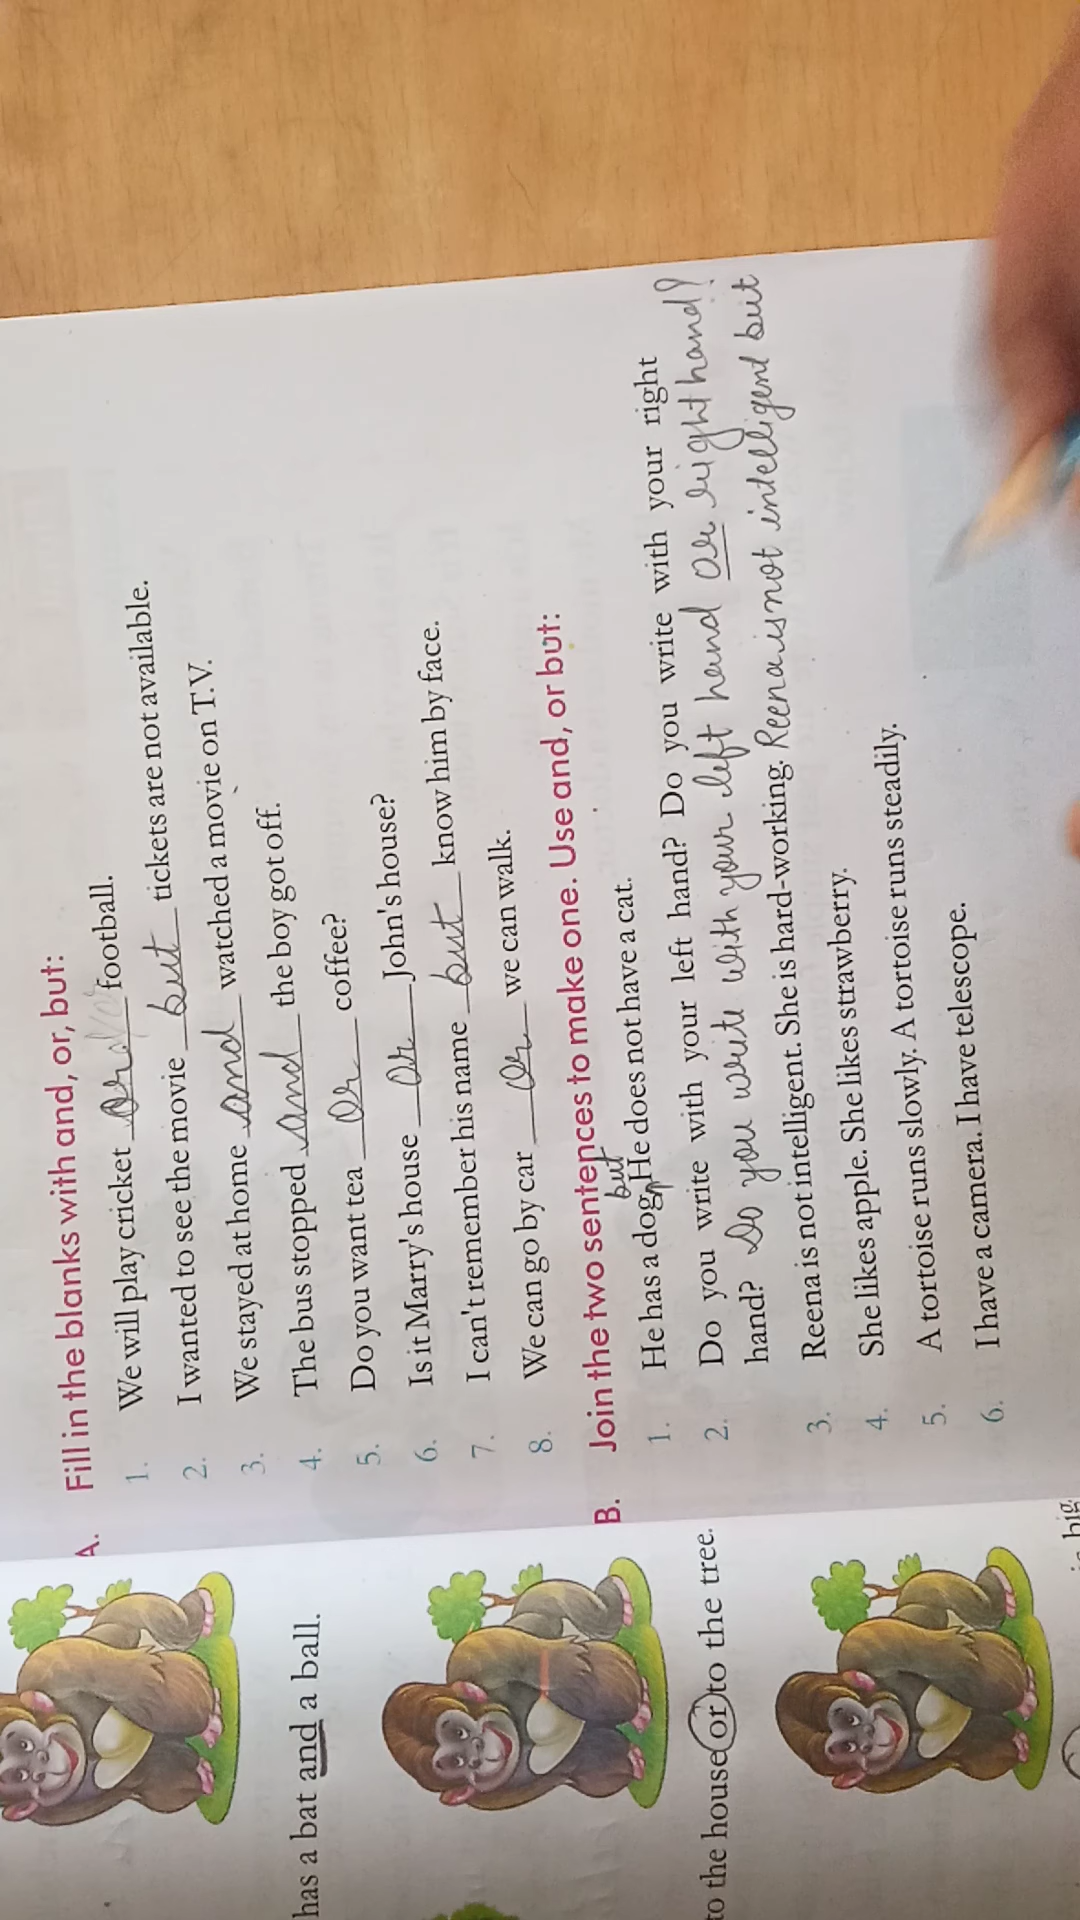 A. Fill in the blanks with and, or, but:
1. We will play cricket or football.
2. I wanted to see the movie but tickets are not available.
3. We stayed at home and watched a movie on T.V.
4. The bus stopped and the boy got off.
5. Do you want tea or coffee?
6. Is it Marry's house or John's house?
7. I can't remember his name but know him by face.
8. We can go by car or we can walk.
B. Join the two sentences to make one. Use and, or but:
but
1. He has a dog. He does not have a cat.
2. Do you write with your left hand? Do you write with your right
hand? Do you write with your left hand or right hand?
3. Reena is not intelligent. She is hard-working. Reena is not intelligent but
4. She likes apple. She likes strawberry.
5. A tortoise runs slowly. A tortoise runs steadily.
6. I have a camera. I have telescope.
has a bat and a ball.
to the house or to the tree.
big